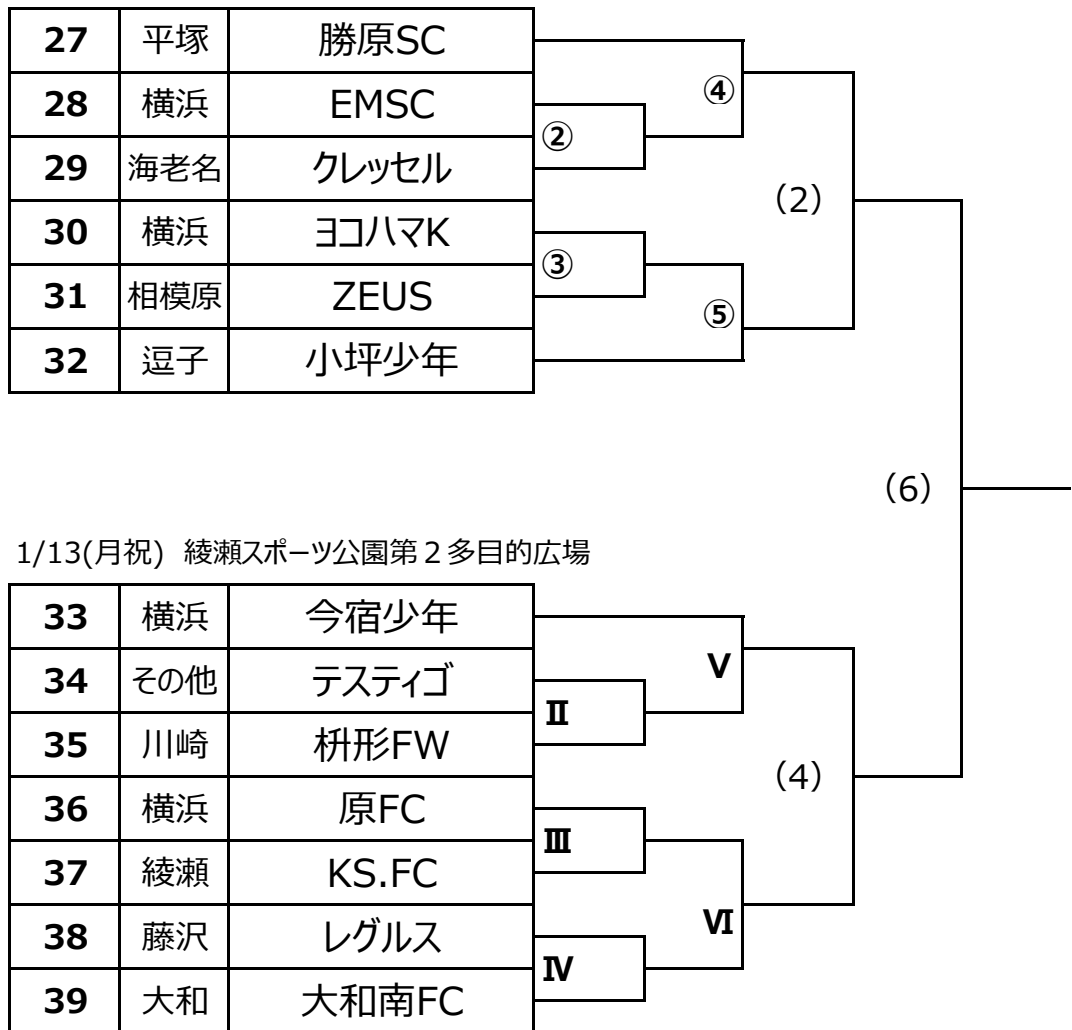 27 平塚 勝原SC
④
28 横浜 EMSC
②
29 海老名 クレッセル
(2)
30 横浜 ヨコハマK
③
31 相模原 ZEUS
⑤
32 逗子 小坪少年
(6)
1/13(月祝) 綾瀬スポーツ公園第２多目的広場
33 横浜 今宿少年
Ⅴ
34 その他 テスティゴ
Ⅱ
35 川崎 枡形FW
(4)
36 横浜 原FC
Ⅲ
37 綾瀬 KS.FC
Ⅵ
38 藤沢 レグルス
Ⅳ
39 大和 大和南FC